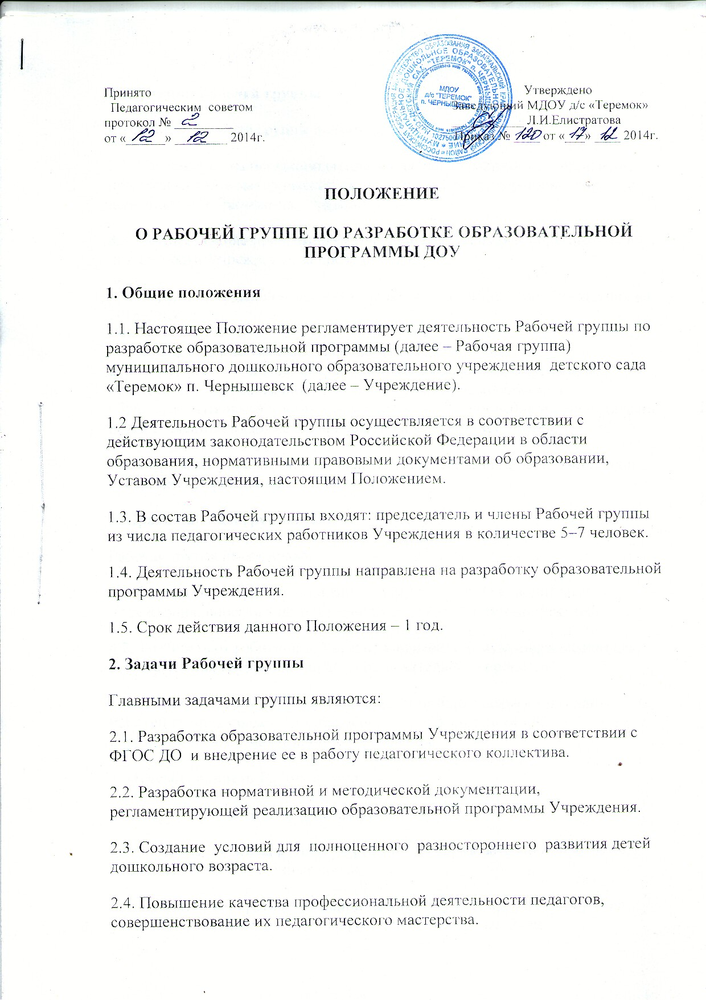 Принято
Педагогическим советом
протокол № 2
от « 12 » 12 2014г.
Утверждено
Заведующий МДОУ д/с «Теремок»
Л.И.Елистратова
Приказ № 120 от « 17 » 12 2014 г.
МДОУ
д/с "ТЕРЕМОК"
п. ЧЕРНЫШЕВСК
ПОЛОЖЕНИЕ
О РАБОЧЕЙ ГРУППЕ ПО РАЗРАБОТКЕ ОБРАЗОВАТЕЛЬНОЙ
ПРОГРАММЫ ДОУ
1. Общие положения
1.1. Настоящее Положение регламентирует деятельность Рабочей группы по
разработке образовательной программы (далее – Рабочая группа)
муниципального дошкольного образовательного учреждения детского сада
«Теремок» п. Чернышевск (далее – Учреждение).
1.2 Деятельность Рабочей группы осуществляется в соответствии с
действующим законодательством Российской Федерации в области
образования, нормативными правовыми документами об образовании,
Уставом Учреждения, настоящим Положением.
1.3. В состав Рабочей группы входят: председатель и члены Рабочей группы
из числа педагогических работников Учреждения в количестве 5–7 человек.
1.4. Деятельность Рабочей группы направлена на разработку образовательной
программы Учреждения.
1.5. Срок действия данного Положения – 1 год.
2. Задачи Рабочей группы
Главными задачами группы являются:
2.1. Разработка образовательной программы Учреждения в соответствии с
ФГОС ДО и внедрение ее в работу педагогического коллектива.
2.2. Разработка нормативной и методической документации,
регламентирующей реализацию образовательной программы Учреждения.
2.3. Создание условий для полноценного разностороннего развития детей
дошкольного возраста.
2.4. Повышение качества профессиональной деятельности педагогов,
совершенствование их педагогического мастерства.